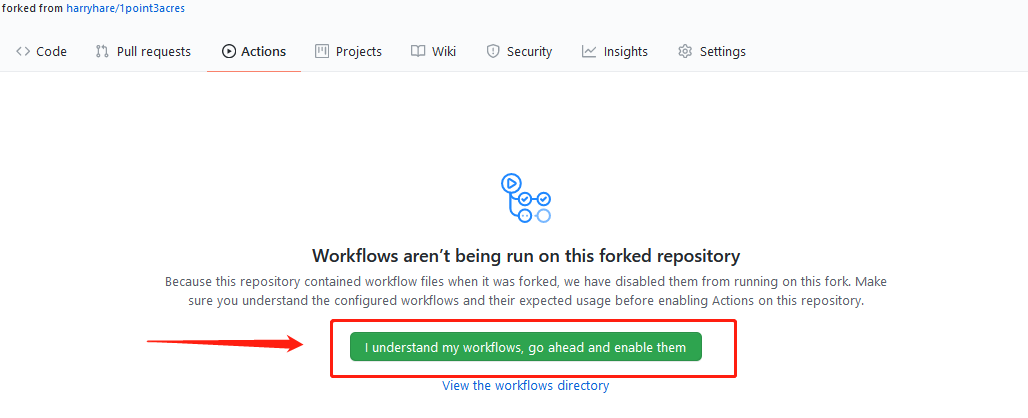 forked from harryhare/1point3acres
Code Pull requests Actions Projects Wiki Security Insights Settings
Workflows aren’t being run on this forked repository
Because this repository contained workflow files when it was forked, we have disabled them from running on this fork. Make
sure you understand the configured workflows and their expected usage before enabling Actions on this repository.
I understand my workflows, go ahead and enable them
View the workflows directory